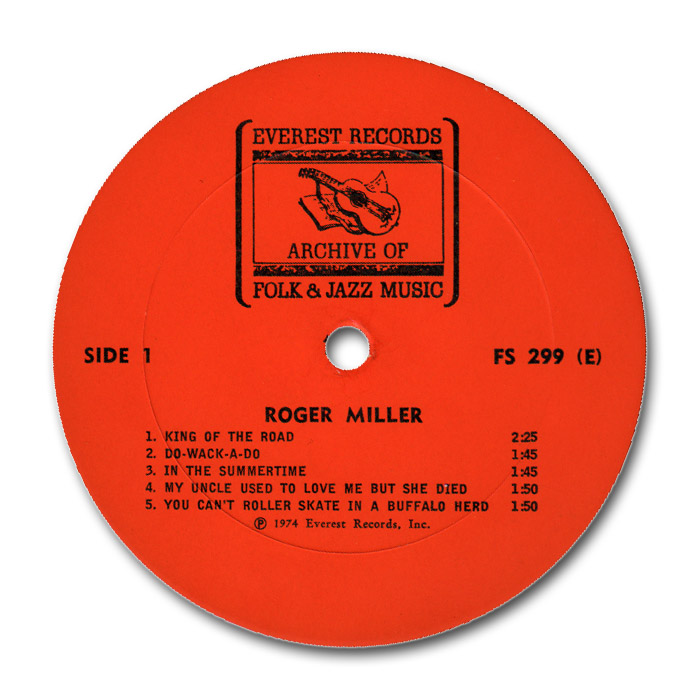 EVEREST RECORDS
ARCHIVE OF
FOLK & JAZZ MUSIC
SIDE 1
FS 299 (E)
ROGER MILLER
1. KING OF THE ROAD 2:25
2. DO-WACK-A-DO 1:45
3. IN THE SUMMERTIME 1:45
4. MY UNCLE USED TO LOVE ME BUT SHE DIED 1:50
5. YOU CAN'T ROLLER SKATE IN A BUFFALO HERD 1:50
Ⓟ 1974 Everest Records, Inc.